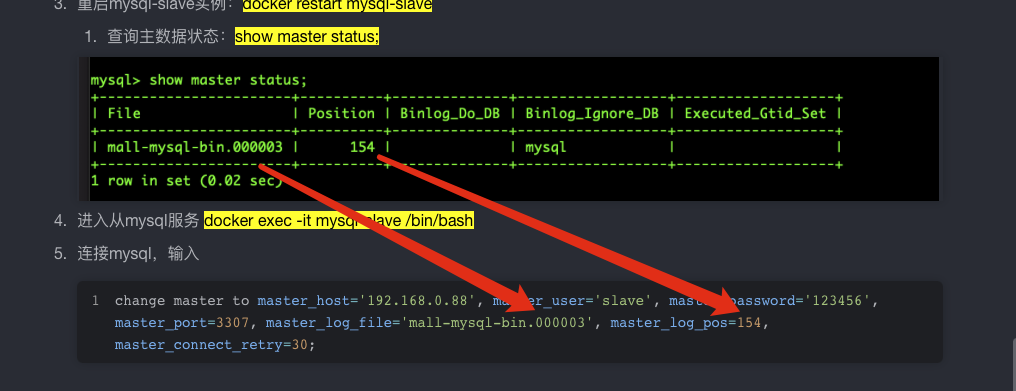 3. 重启mysql-slave实例：docker restart mysql-slave
1. 查询主数据状态：show master status;
mysql> show master status;
+----------------------+----------+--------------+------------------+-------------------+
| File | Position | Binlog_Do_DB | Binlog_Ignore_DB | Executed_Gtid_Set |
+----------------------+----------+--------------+------------------+-------------------+
| mall-mysql-bin.000003 | 154 | | mysql | |
+----------------------+----------+--------------+------------------+-------------------+
1 row in set (0.02 sec)
4. 进入从mysql服务 docker exec -it mysql-slave /bin/bash
5. 连接mysql，输入
1 change master to master_host='192.168.0.88', master_user='slave', master_password='123456',
master_port=3307, master_log_file='mall-mysql-bin.000003', master_log_pos=154,
master_connect_retry=30;